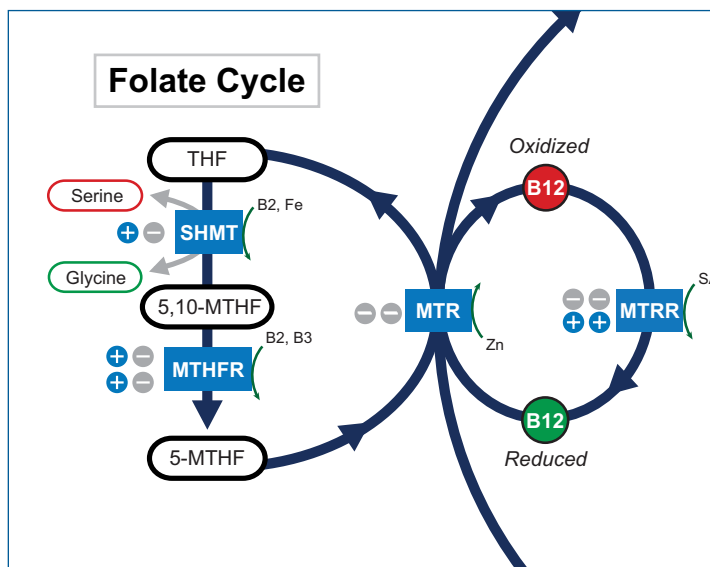 Folate Cycle
THF
Oxidized
B12
Serine
B2, Fe
+ −
SHMT
Glycine
5,10-MTHF
− −
MTR
− −
+ +
MTRR
B2, B3
Zn
+ −
+ −
MTHFR
B12
5-MTHF
Reduced